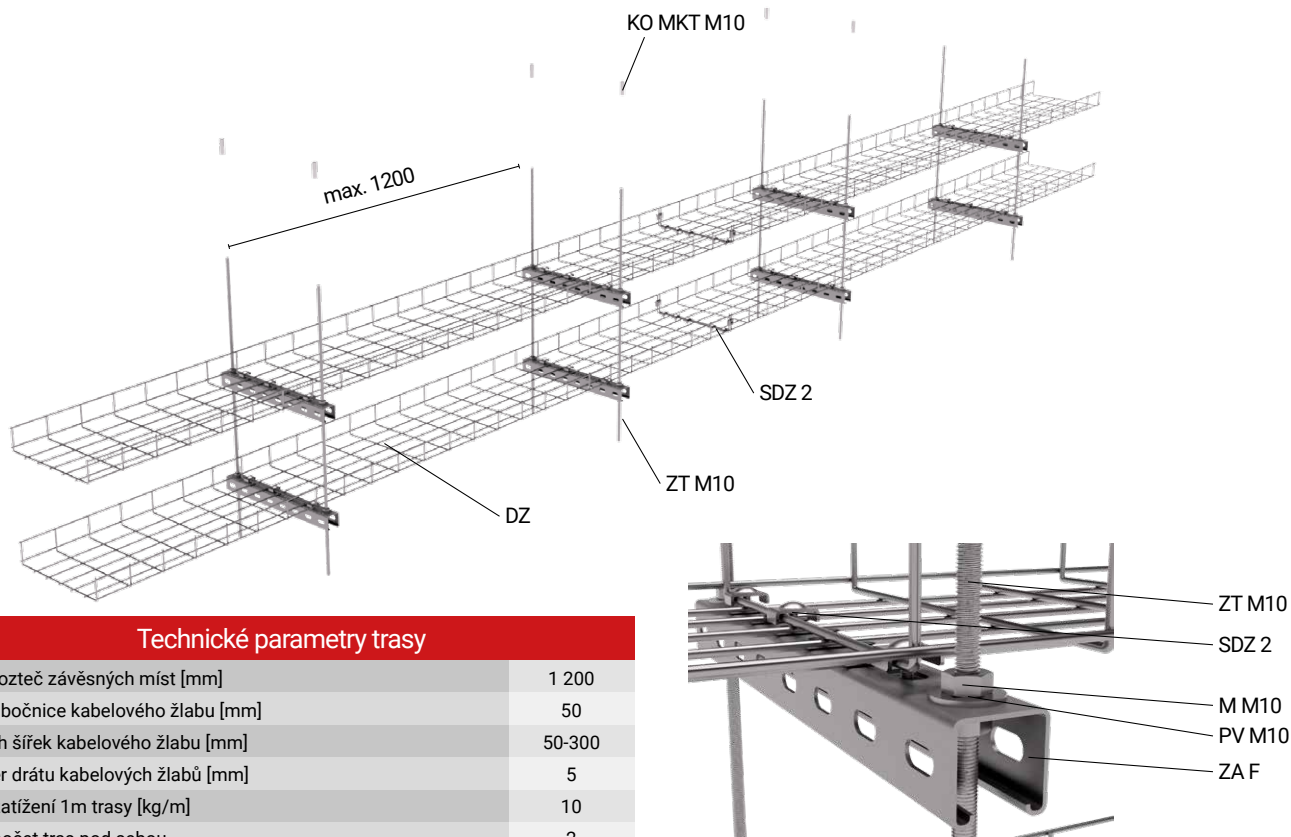 KO MKT M10
max. 1200
SDZ 2
ZT M10
DZ
Technické parametry trasy
ozteč závěsných míst [mm] 1 200
bočnice kabelového žlabu [mm] 50
h šířek kabelového žlabu [mm] 50-300
r drátu kabelových žlabů [mm] 5
atížení 1m trasy [kg/m] 10
ZT M10
SDZ 2
M M10
PV M10
ZA F